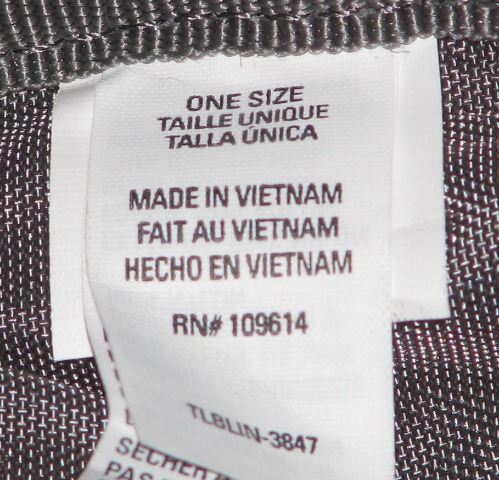 ONE SIZE
TAILLE UNIQUE
TALLA ÚNICA
MADE IN VIETNAM
FAIT AU VIETNAM
HECHO EN VIETNAM
RN# 109614
TLBLIN-3847
PAS